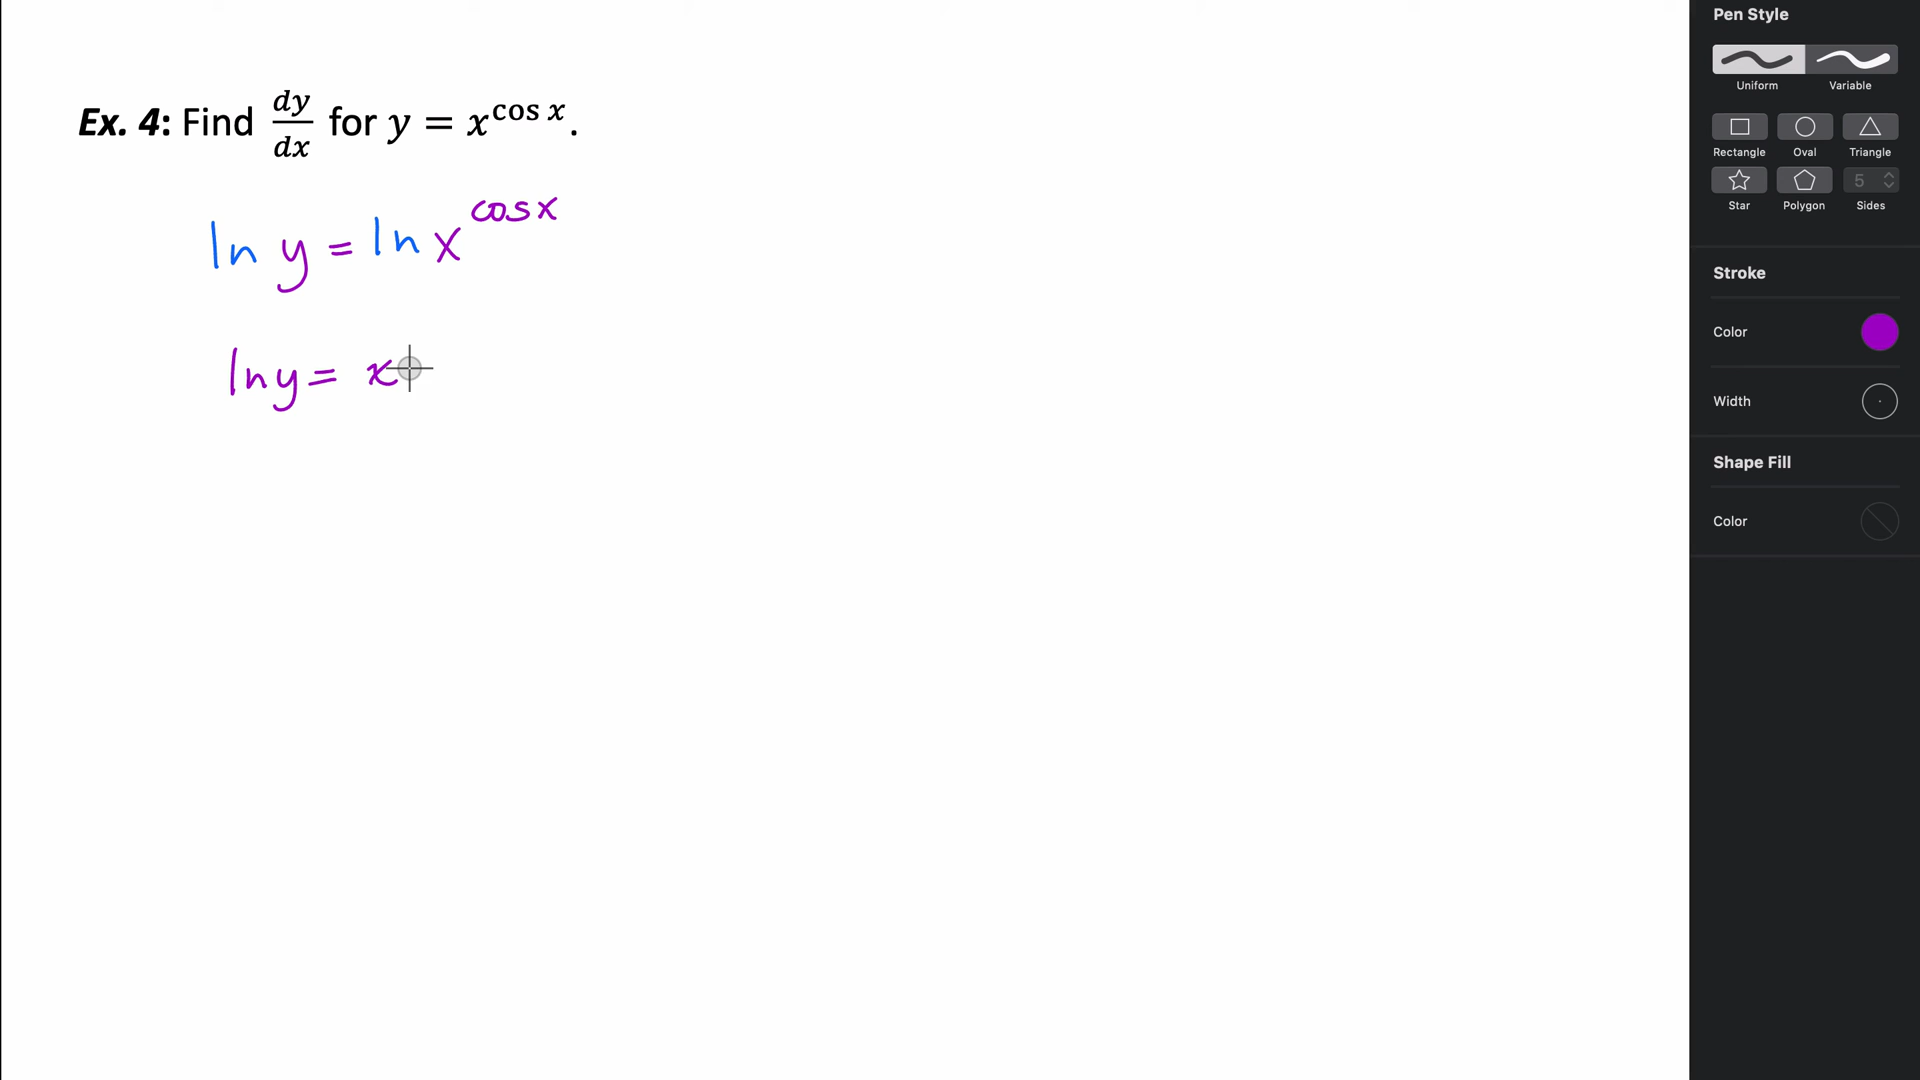 Ex. 4: Find dy/dx for y = x^cos x.
ln y = ln x^cosx
ln y = x
Pen Style
Uniform Variable
Rectangle Oval Triangle
5
Star Polygon Sides
Stroke
Color
Width
Shape Fill
Color